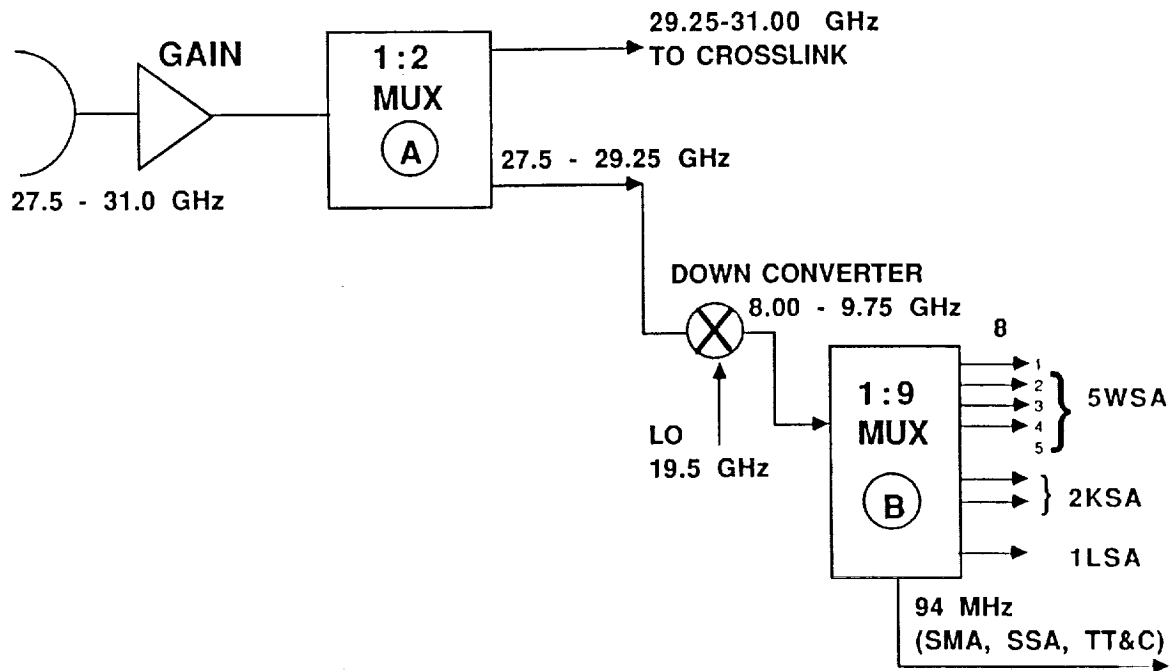 GAIN
27.5 - 31.0 GHz
1:2
MUX
A
29.25-31.00 GHz
TO CROSSLINK
27.5 - 29.25 GHz
DOWN CONVERTER
8.00 - 9.75 GHz
LO
19.5 GHz
1:9
MUX
B
8
1
2
3
4
5
5WSA
2KSA
1LSA
94 MHz
(SMA, SSA, TT&C)